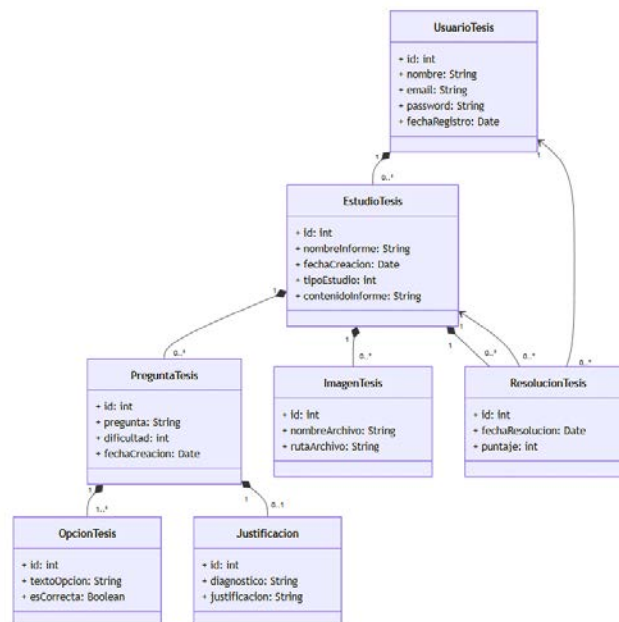 UsuarioTesis
+ id: int
+ nombre: String
+ email: String
+ password: String
+ fechaRegistro: Date
1
1
0..*
EstudioTesis
+ id: int
+ nombreInforme: String
+ fechaCreacion: Date
+ tipoEstudio: int
+ contenidoInforme: String
1
1
1
1
0..*
0..*
0..*
0..*
0..*
PreguntaTesis
+ id: int
+ pregunta: String
+ dificultad: int
+ fechaCreacion: Date
ImagenTesis
+ id: int
+ nombreArchivo: String
+ rutaArchivo: String
ResolucionTesis
+ id: int
+ fechaResolucion: Date
+ puntaje: int
1
1
1..*
0..1
OpcionTesis
+ id: int
+ textoOpcion: String
+ esCorrecta: Boolean
Justificacion
+ id: int
+ diagnostico: String
+ justificacion: String